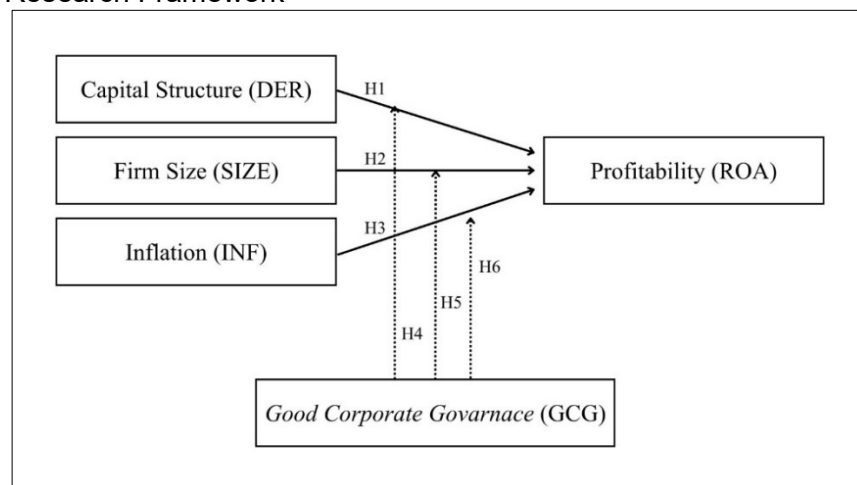 Research Framework
Capital Structure (DER)
H1
Firm Size (SIZE)
H2
Profitability (ROA)
Inflation (INF)
H3
H6
H5
H4
Good Corporate Govarnace (GCG)